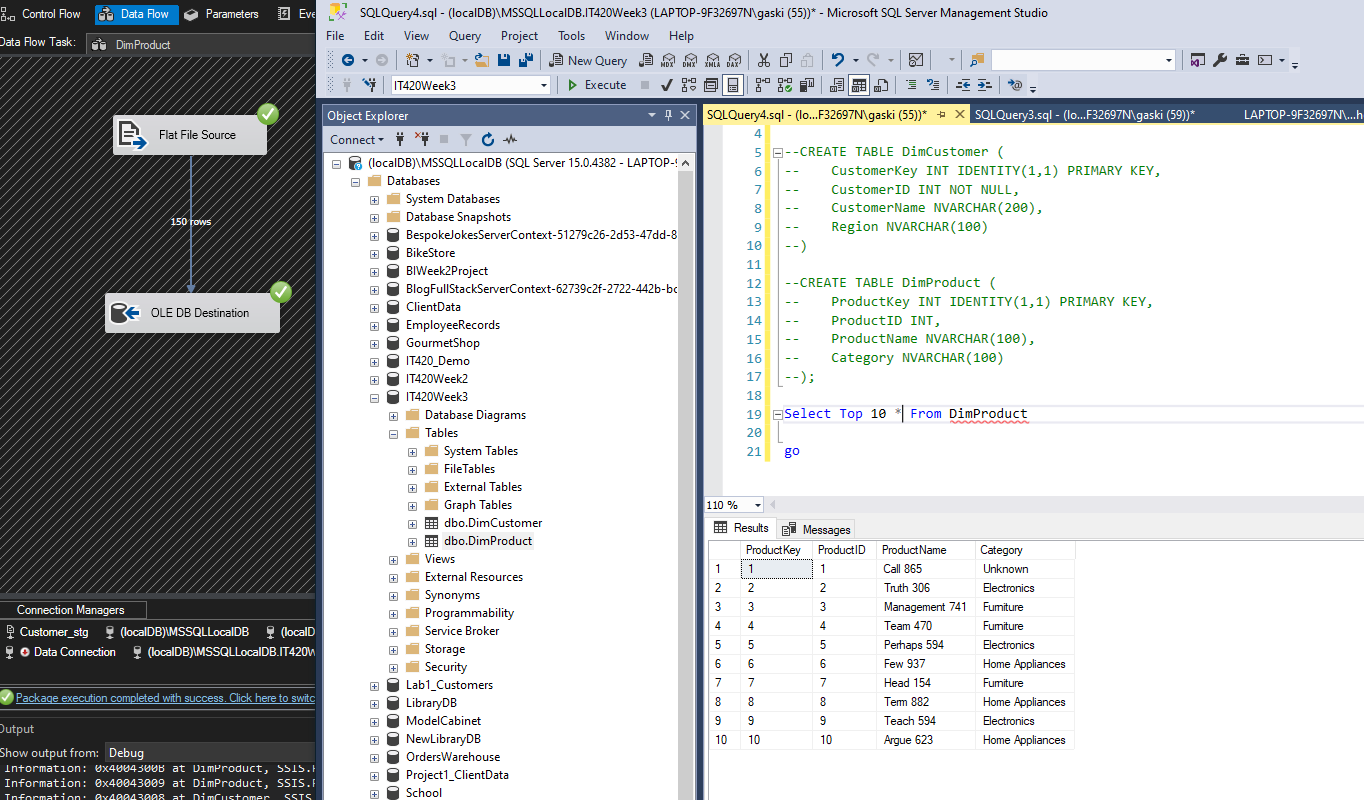 Control Flow Data Flow Parameters Eve
Data Flow Task: DimProduct
Flat File Source
150 rows
OLE DB Destination
Connection Managers
Customer_stg (localDB)\MSSQLLocalDB (localD
Data Connection (localDB)\MSSQLLocalDB.IT420W
Package execution completed with success. Click here to switc
Output
Show output from: Debug
Information: 0x4004300B at DimProduct, SSIS.P
Information: 0x40043009 at DimProduct, SSIS.P
Information: 0x40043008 at DimCustomer, SSIS
SQLQuery4.sql - (localDB)\MSSQLLocalDB.IT420Week3 (LAPTOP-9F32697N\gaski (55))* - Microsoft SQL Server Management Studio
File Edit View Query Project Tools Window Help
New Query MDX DMX XMLA DAX
IT420Week3 Execute
Object Explorer
Connect
(localDB)\MSSQLLocalDB (SQL Server 15.0.4382 - LAPTOP-9
Databases
System Databases
Database Snapshots
BespokeJokesServerContext-51279c26-2d53-47dd-8
BikeStore
BIWeek2Project
BlogFullStackServerContext-62739c2f-2722-442b-bc
ClientData
EmployeeRecords
GourmetShop
IT420_Demo
IT420Week2
IT420Week3
Database Diagrams
Tables
System Tables
FileTables
External Tables
Graph Tables
dbo.DimCustomer
dbo.DimProduct
Views
External Resources
Synonyms
Programmability
Service Broker
Storage
Security
Lab1_Customers
LibraryDB
ModelCabinet
NewLibraryDB
OrdersWarehouse
Project1_ClientData
School
SQLQuery4.sql - (lo...F32697N\gaski (55))* SQLQuery3.sql - (lo...F32697N\gaski (59))* LAPTOP-9F32697N\...h
4
5 --CREATE TABLE DimCustomer (
6 -- CustomerKey INT IDENTITY(1,1) PRIMARY KEY,
7 -- CustomerID INT NOT NULL,
8 -- CustomerName NVARCHAR(200),
9 -- Region NVARCHAR(100)
10 --)
11
12 --CREATE TABLE DimProduct (
13 -- ProductKey INT IDENTITY(1,1) PRIMARY KEY,
14 -- ProductID INT,
15 -- ProductName NVARCHAR(100),
16 -- Category NVARCHAR(100)
17 --);
18
19 Select Top 10 * From DimProduct
20
21 go
110 %
Results Messages
ProductKey ProductID ProductName Category
1 1 1 Call 865 Unknown
2 2 2 Truth 306 Electronics
3 3 3 Management 741 Furniture
4 4 4 Team 470 Furniture
5 5 5 Perhaps 594 Electronics
6 6 6 Few 937 Home Appliances
7 7 7 Head 154 Furniture
8 8 8 Term 882 Home Appliances
9 9 9 Teach 594 Electronics
10 10 10 Argue 623 Home Appliances